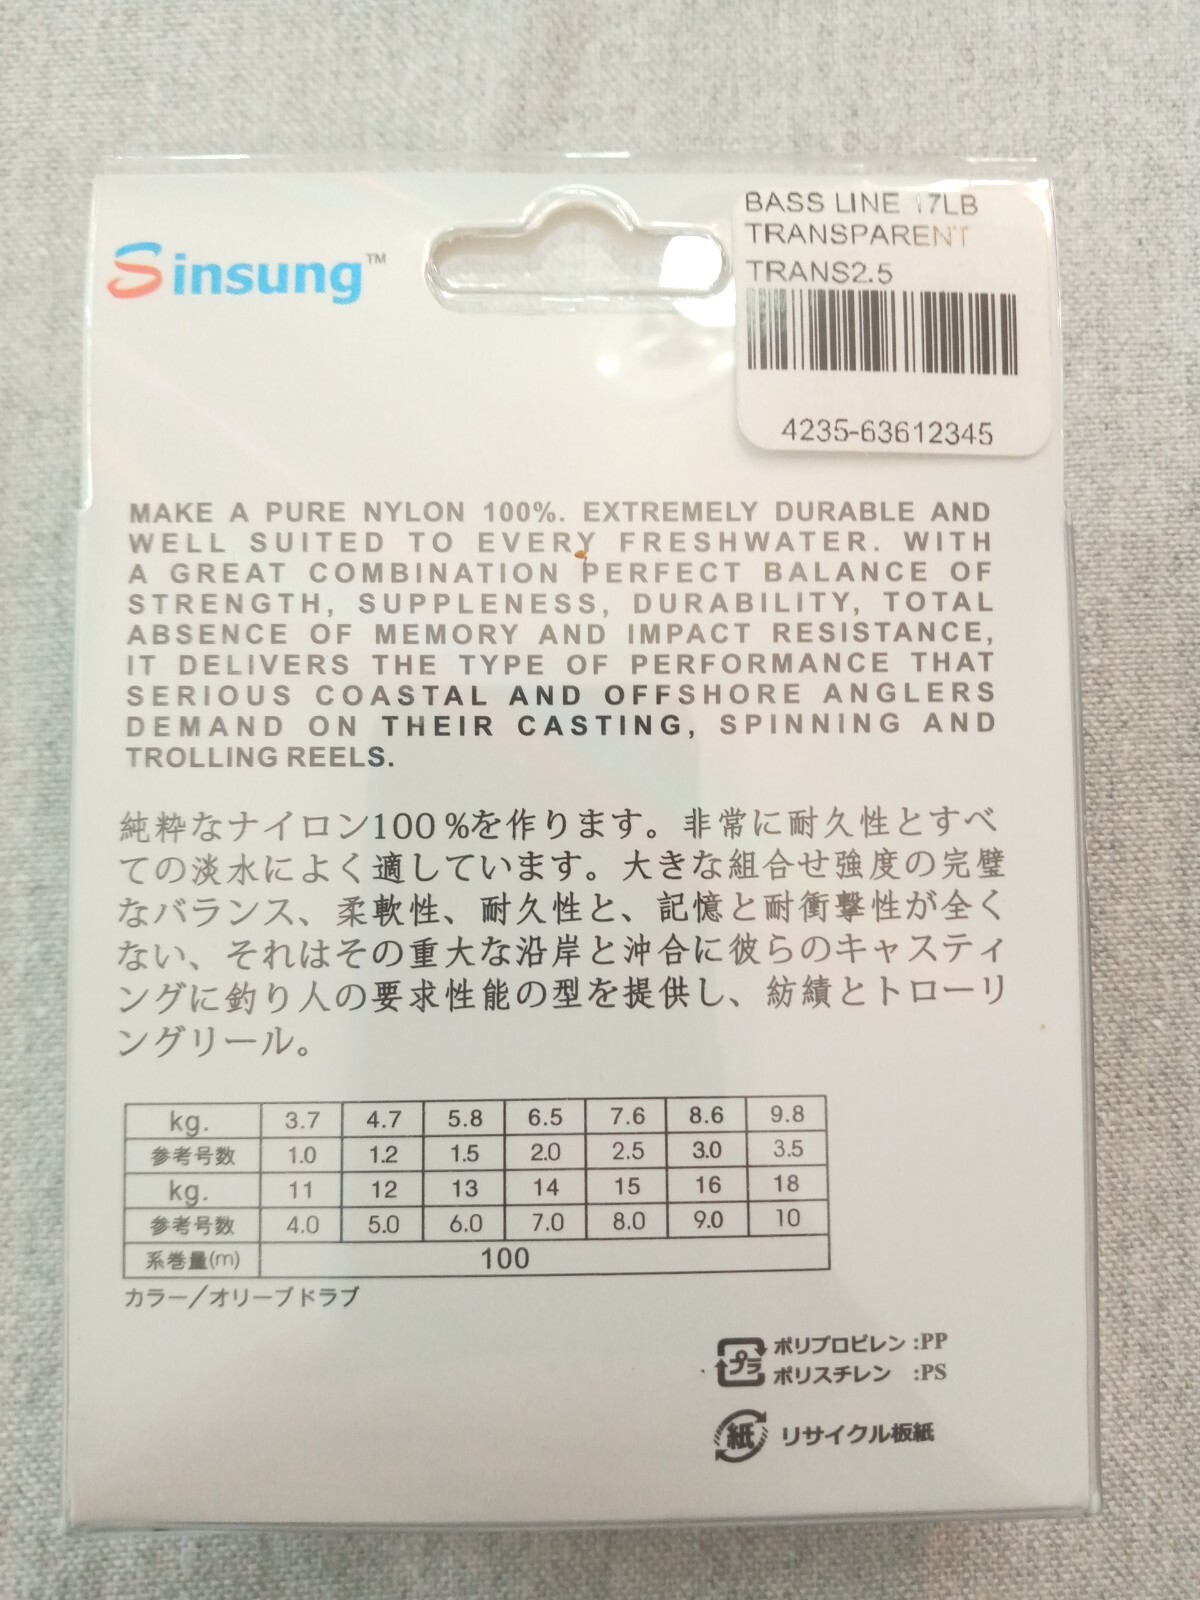 Sinsung™
BASS LINE 17LB
TRANSPARENT
TRANS2.5
4235-63612345
MAKE A PURE NYLON 100%. EXTREMELY DURABLE AND
WELL SUITED TO EVERY FRESHWATER. WITH
A GREAT COMBINATION PERFECT BALANCE OF
STRENGTH, SUPPLENESS, DURABILITY, TOTAL
ABSENCE OF MEMORY AND IMPACT RESISTANCE,
IT DELIVERS THE TYPE OF PERFORMANCE THAT
SERIOUS COASTAL AND OFFSHORE ANGLERS
DEMAND ON THEIR CASTING, SPINNING AND
TROLLING REELS.
純粋なナイロン100%を作ります。非常に耐久性とすべ
ての淡水によく適しています。大きな組合せ強度の完璧
なバランス、柔軟性、耐久性と、記憶と耐衝撃性が全く
ない、それはその重大な沿岸と沖合に彼らのキャスティ
ングに釣り人の要求性能の型を提供し、紡績とトローリ
ングリール。
kg. 3.7 4.7 5.8 6.5 7.6 8.6 9.8
参考号数 1.0 1.2 1.5 2.0 2.5 3.0 3.5
kg. 11 12 13 14 15 16 18
参考号数 4.0 5.0 6.0 7.0 8.0 9.0 10
系巻量(m) 100
カラー/オリーブドラブ
プラ ポリプロピレン :PP
ポリスチレン :PS
紙 リサイクル板紙